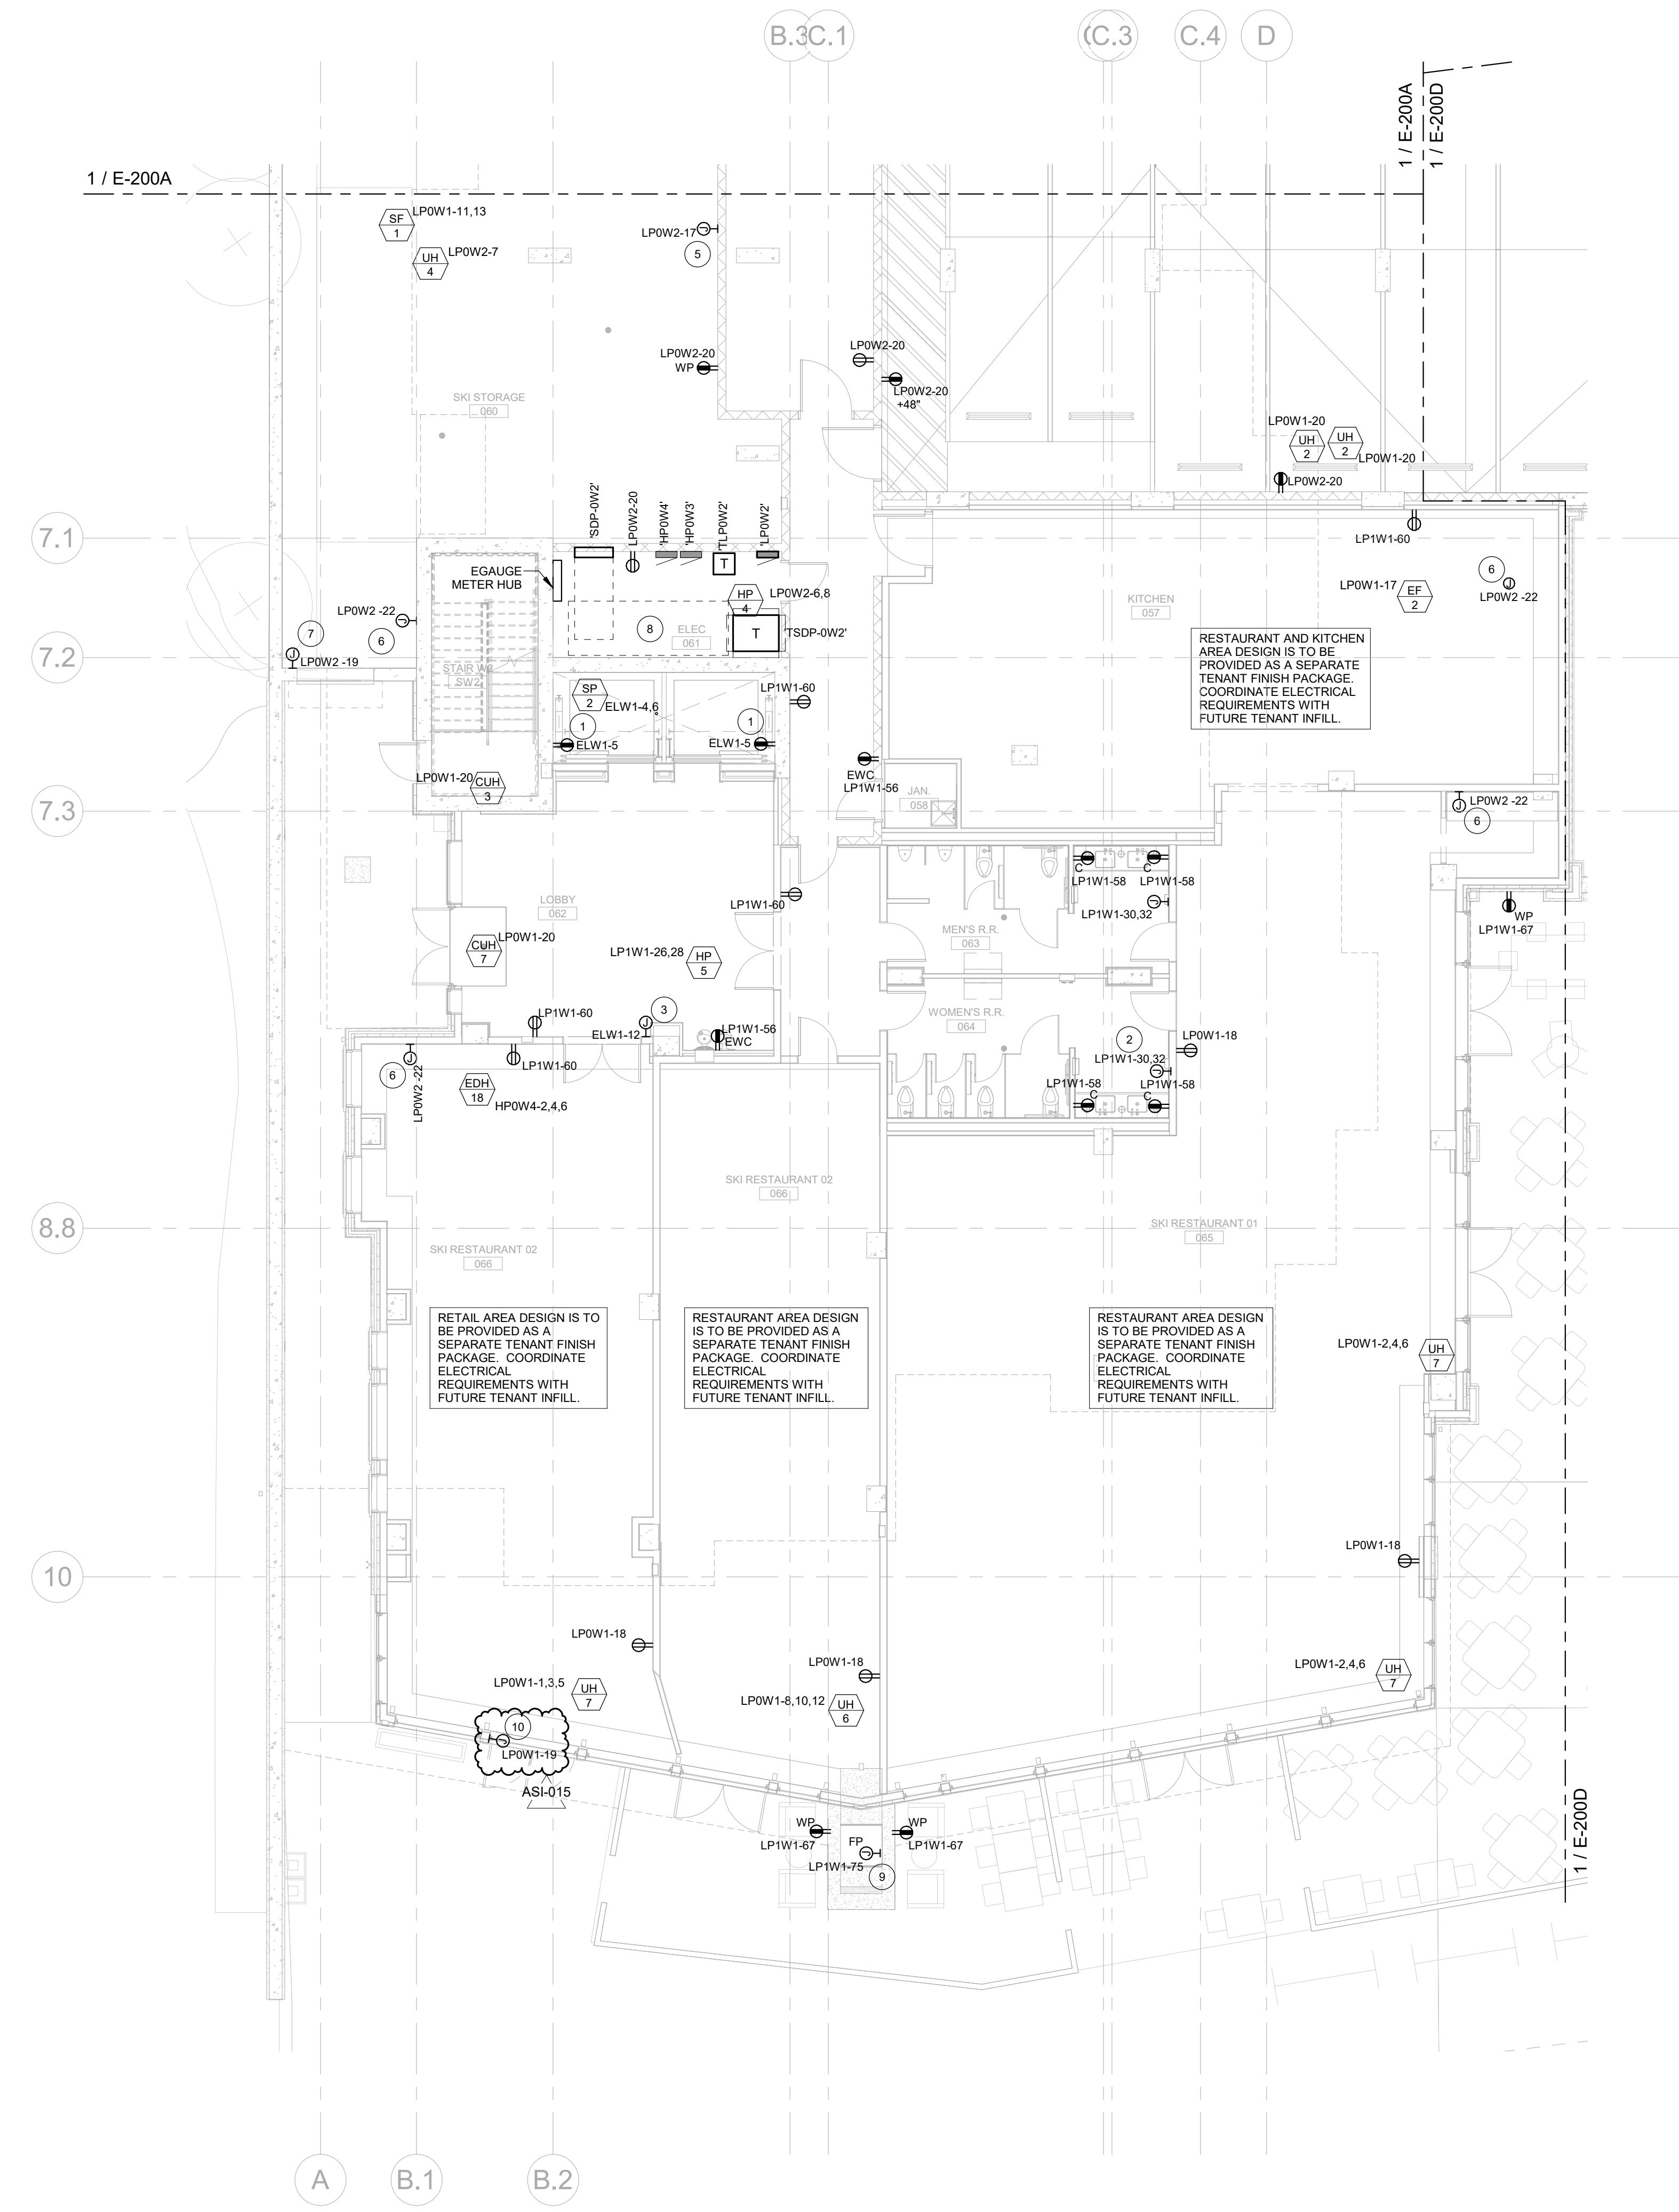 B.3
C.1
C.3
C.4
D
1 / E-200A
1 / E-200D
1 / E-200A
SF
1
LP0W1-11,13
UH
4
LP0W2-7
LP0W2-17
J
5
LP0W2-20
WP
LP0W2-20
LP0W2-20
+48"
SKI STORAGE
060
LP0W1-20
UH
2
UH
2
LP0W1-20
LP0W2-20
7.1
'SDP-0W2'
LP0W2-20
'HP0W4'
'HP0W3'
'TLP0W2'
'LP0W2'
T
LP1W1-60
EGAUGE
METER HUB
HP
4
LP0W2-6,8
LP0W1-17
EF
2
6
J
LP0W2 -22
KITCHEN
057
LP0W2 -22
J
6
7
8
ELEC
061
T
'TSDP-0W2'
RESTAURANT AND KITCHEN
AREA DESIGN IS TO BE
PROVIDED AS A SEPARATE
TENANT FINISH PACKAGE.
COORDINATE ELECTRICAL
REQUIREMENTS WITH
FUTURE TENANT INFILL.
7.2
J
LP0W2 -19
STAIR W2
SW2
SP
2
ELW1-4,6
LP1W1-60
1
1
ELW1-5
ELW1-5
LP0W1-20
CUH
3
EWC
LP1W1-56
JAN.
058
7.3
LP0W2 -22
J
6
C
C
LP1W1-58
LP1W1-58
LP1W1-60
LOBBY
062
J
LP1W1-30,32
WP
LP1W1-67
CUH
7
LP0W1-20
LP1W1-26,28
HP
5
MEN'S R.R.
063
LP1W1-60
3
J
ELW1-12
LP1W1-56
EWC
WOMEN'S R.R.
064
2
LP0W1-18
LP1W1-30,32
J
J
6
LP0W2 -22
LP1W1-60
EDH
18
HP0W4-2,4,6
LP1W1-58
LP1W1-58
C
C
SKI RESTAURANT 02
066
8.8
SKI RESTAURANT 02
066
SKI RESTAURANT 01
065
RETAIL AREA DESIGN IS TO
BE PROVIDED AS A
SEPARATE TENANT FINISH
PACKAGE. COORDINATE
ELECTRICAL
REQUIREMENTS WITH
FUTURE TENANT INFILL.
RESTAURANT AREA DESIGN
IS TO BE PROVIDED AS A
SEPARATE TENANT FINISH
PACKAGE. COORDINATE
ELECTRICAL
REQUIREMENTS WITH
FUTURE TENANT INFILL.
RESTAURANT AREA DESIGN
IS TO BE PROVIDED AS A
SEPARATE TENANT FINISH
PACKAGE. COORDINATE
ELECTRICAL
REQUIREMENTS WITH
FUTURE TENANT INFILL.
LP0W1-2,4,6
UH
7
10
LP0W1-18
LP0W1-18
LP0W1-18
LP0W1-1,3,5
UH
7
LP0W1-8,10,12
UH
6
LP0W1-2,4,6
UH
7
10
J
LP0W1-19
ASI-015
WP
LP1W1-67
FP
J
LP1W1-75
9
WP
LP1W1-67
1 / E-200D
A
B.1
B.2